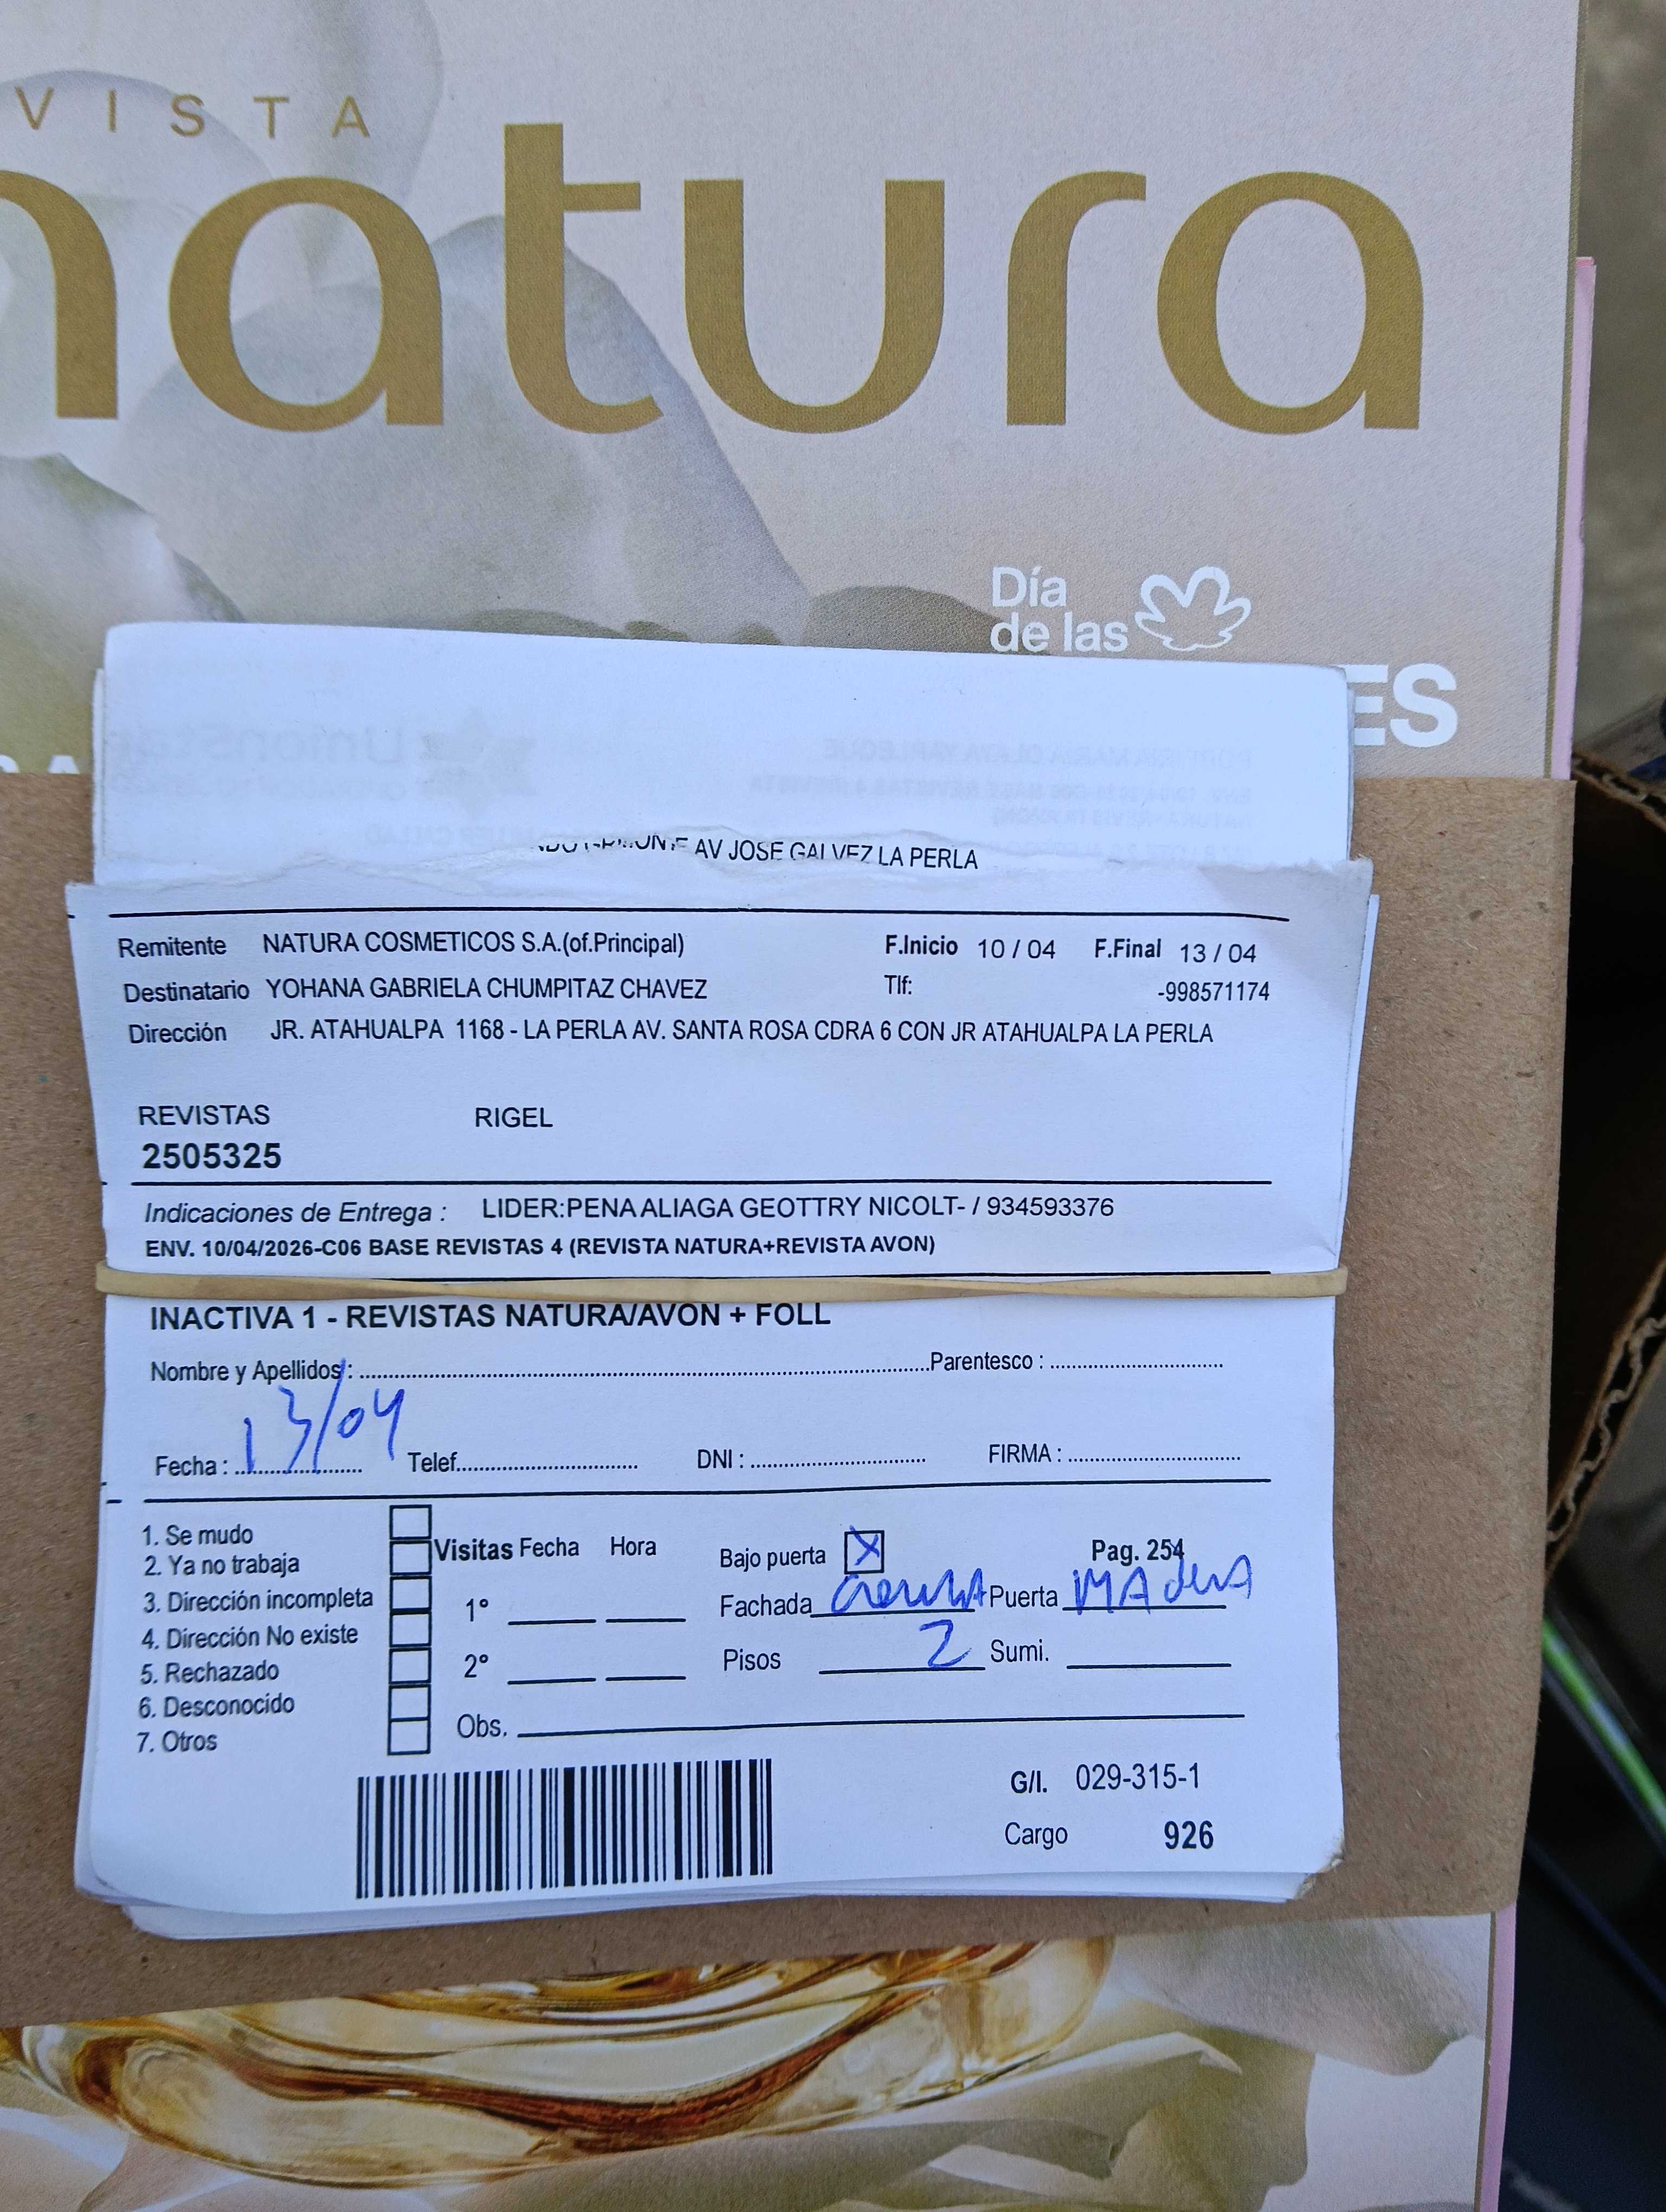 VISTA
natura
Día
de las
ES
AV JOSE GALVEZ LA PERLA
Remitente NATURA COSMETICOS S.A.(of.Principal) F.Inicio 10 / 04 F.Final 13 / 04
Destinatario YOHANA GABRIELA CHUMPITAZ CHAVEZ Tlf: -998571174
Dirección JR. ATAHUALPA 1168 - LA PERLA AV. SANTA ROSA CDRA 6 CON JR ATAHUALPA LA PERLA
REVISTAS RIGEL
2505325
Indicaciones de Entrega : LIDER:PENA ALIAGA GEOTTRY NICOLT- / 934593376
ENV. 10/04/2026-C06 BASE REVISTAS 4 (REVISTA NATURA+REVISTA AVON)
INACTIVA 1 - REVISTAS NATURA/AVON + FOLL
Nombre y Apellidos : Parentesco :
Fecha : 13/04 Telef. DNI : FIRMA :
1. Se mudo
2. Ya no trabaja
3. Dirección incompleta
4. Dirección No existe
5. Rechazado
6. Desconocido
7. Otros
Visitas Fecha Hora
1°
2°
Obs.
Bajo puerta X Pag. 254
Fachada Puerta MAdeRA
Pisos 2 Sumi.
G/I. 029-315-1
Cargo 926